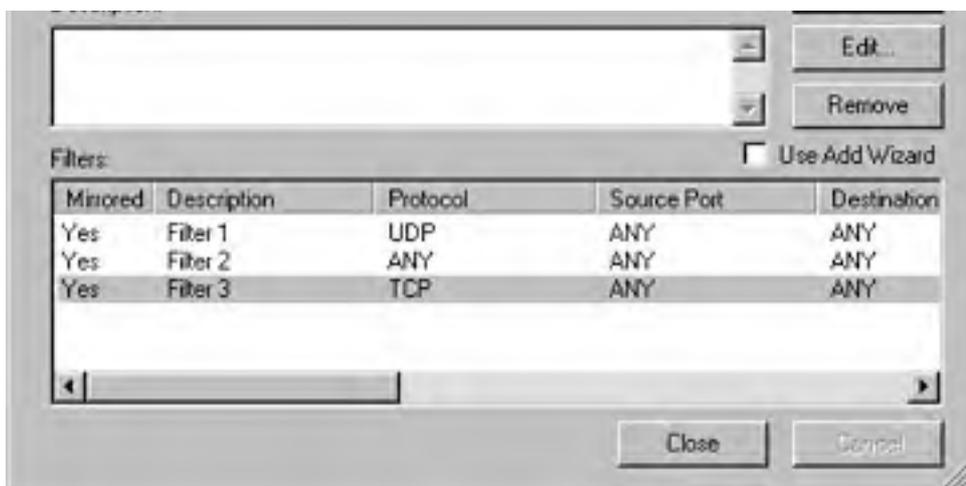 Edit...
Remove
Filters:
Use Add Wizard
Mirrored Description Protocol Source Port Destination
Yes Filter 1 UDP ANY ANY
Yes Filter 2 ANY ANY ANY
Yes Filter 3 TCP ANY ANY
Close Cancel